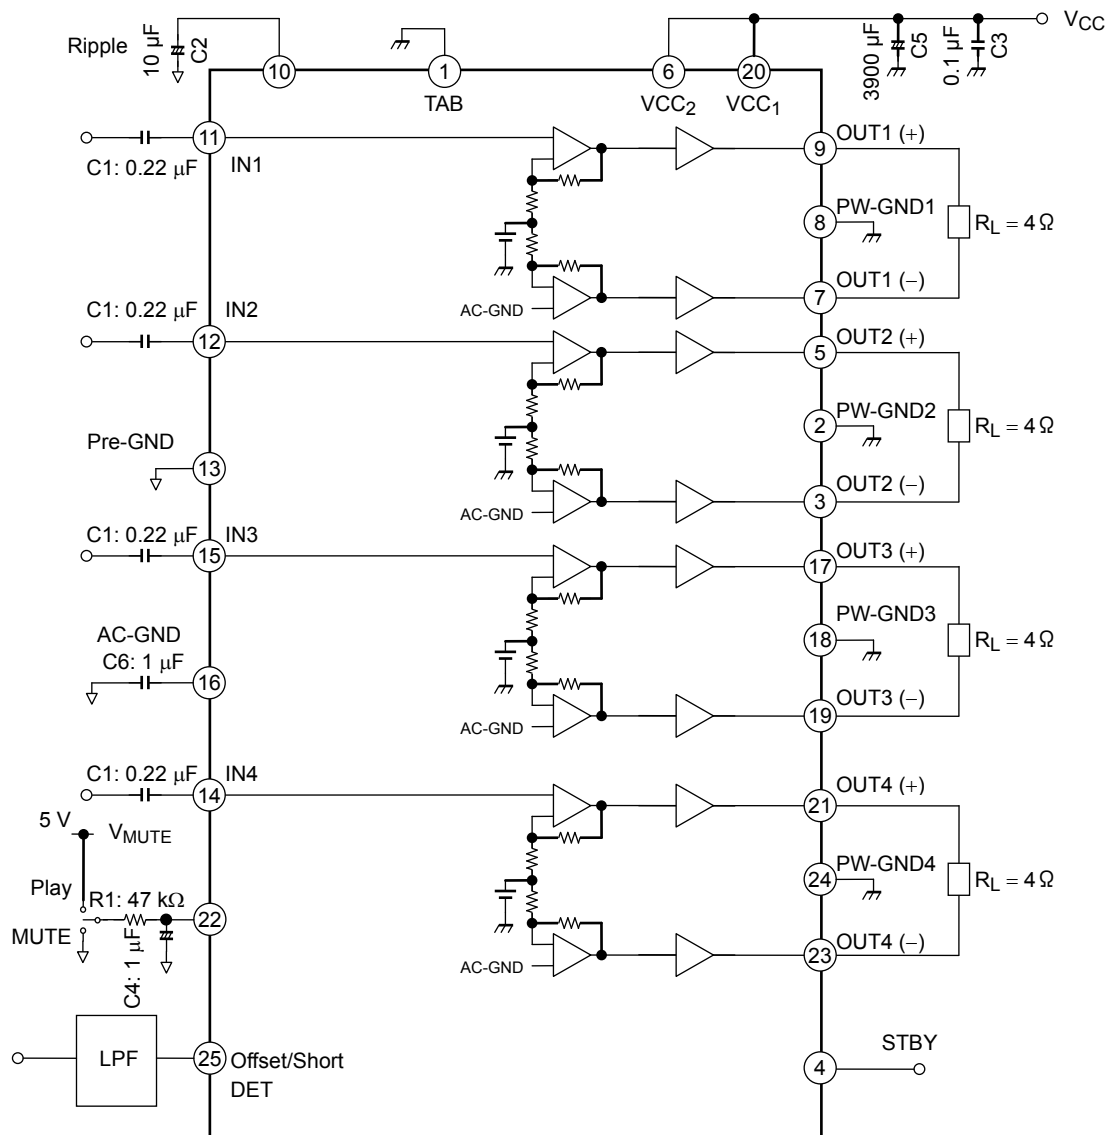 Ripple
10 µF
C2
10
1
TAB
6
VCC2
20
VCC1
3900 µF
C5
0.1 µF
C3
VCC
11
IN1
C1: 0.22 µF
9
OUT1 (+)
8
PW-GND1
RL = 4 Ω
AC-GND
7
OUT1 (−)
C1: 0.22 µF
IN2
12
5
OUT2 (+)
2
PW-GND2
RL = 4 Ω
AC-GND
3
OUT2 (−)
Pre-GND
13
C1: 0.22 µF
IN3
15
17
OUT3 (+)
18
PW-GND3
RL = 4 Ω
AC-GND
19
OUT3 (−)
AC-GND
C6: 1 µF
16
C1: 0.22 µF
IN4
14
21
OUT4 (+)
24
PW-GND4
RL = 4 Ω
AC-GND
23
OUT4 (−)
5 V
VMUTE
Play
R1: 47 kΩ
22
MUTE
C4: 1 µF
LPF
25
Offset/Short
DET
4
STBY